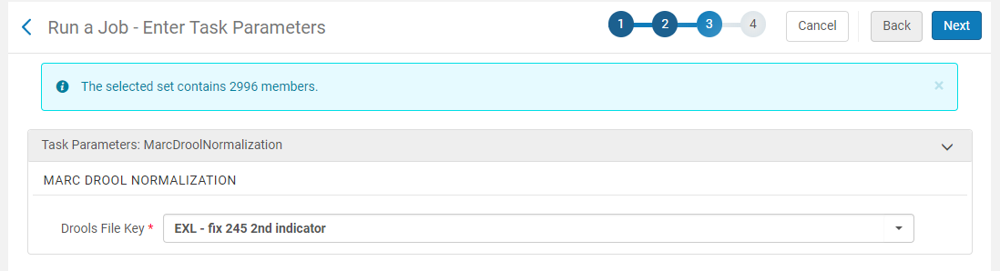 Run a Job - Enter Task Parameters
1 2 3 4
Cancel Back Next
The selected set contains 2996 members.
Task Parameters: MarcDroolNormalization
MARC DROOL NORMALIZATION
Drools File Key * EXL - fix 245 2nd indicator